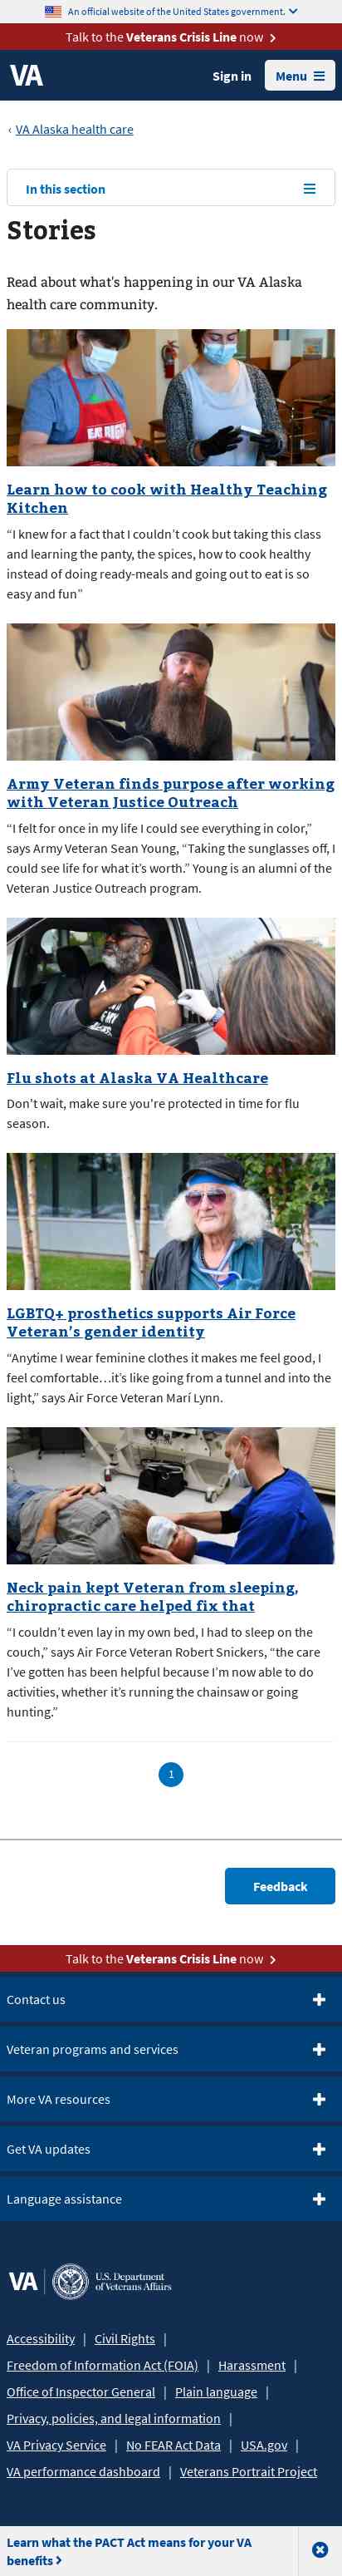 An official website of the United States government.
Talk to the Veterans Crisis Line now
VA
Sign in
Menu
‹ VA Alaska health care
In this section
Stories
Read about what's happening in our VA Alaska
health care community.
Learn how to cook with Healthy Teaching
Kitchen
“I knew for a fact that I couldn’t cook but taking this class
and learning the panty, the spices, how to cook healthy
instead of doing ready-meals and going out to eat is so
easy and fun”
Army Veteran finds purpose after working
with Veteran Justice Outreach
“I felt for once in my life I could see everything in color,”
says Army Veteran Sean Young, “Taking the sunglasses off, I
could see life for what it’s worth.” Young is an alumni of the
Veteran Justice Outreach program.
Flu shots at Alaska VA Healthcare
Don't wait, make sure you're protected in time for flu
season.
LGBTQ+ prosthetics supports Air Force
Veteran’s gender identity
“Anytime I wear feminine clothes it makes me feel good, I
feel comfortable…it’s like going from a tunnel and into the
light,” says Air Force Veteran Marí Lynn.
Neck pain kept Veteran from sleeping,
chiropractic care helped fix that
“I couldn’t even lay in my own bed, I had to sleep on the
couch,” says Air Force Veteran Robert Snickers, “the care
I’ve gotten has been helpful because I’m now able to do
activities, whether it’s running the chainsaw or going
hunting.”
1
Feedback
Talk to the Veterans Crisis Line now
Contact us
Veteran programs and services
More VA resources
Get VA updates
Language assistance
VA
U.S. Department
of Veterans Affairs
Accessibility | Civil Rights |
Freedom of Information Act (FOIA) | Harassment |
Office of Inspector General | Plain language |
Privacy, policies, and legal information |
VA Privacy Service | No FEAR Act Data | USA.gov |
VA performance dashboard | Veterans Portrait Project
Learn what the PACT Act means for your VA
benefits